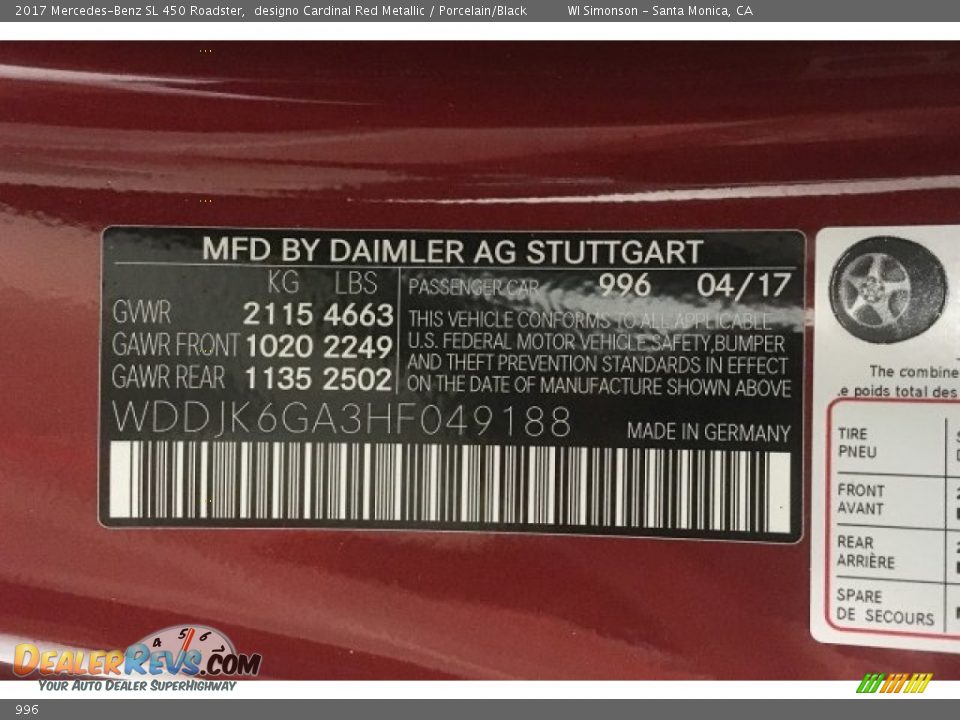 2017 Mercedes-Benz SL 450 Roadster, designo Cardinal Red Metallic / Porcelain/Black WI Simonson - Santa Monica, CA
MFD BY DAIMLER AG STUTTGART
KG LBS
GVWR 2115 4663
GAWR FRONT 1020 2249
GAWR REAR 1135 2502
PASSENGER CAR 996 04/17
THIS VEHICLE CONFORMS TO ALL APPLICABLE
U.S. FEDERAL MOTOR VEHICLE SAFETY,BUMPER
AND THEFT PREVENTION STANDARDS IN EFFECT
ON THE DATE OF MANUFACTURE SHOWN ABOVE
WDDJK6GA3HF049188
MADE IN GERMANY
The combine
e poids total des
TIRE
PNEU
FRONT
AVANT
REAR
ARRIÈRE
SPARE
DE SECOURS
4 5 6
DEALERREVS.COM
YOUR AUTO DEALER SUPERHIGHWAY
996